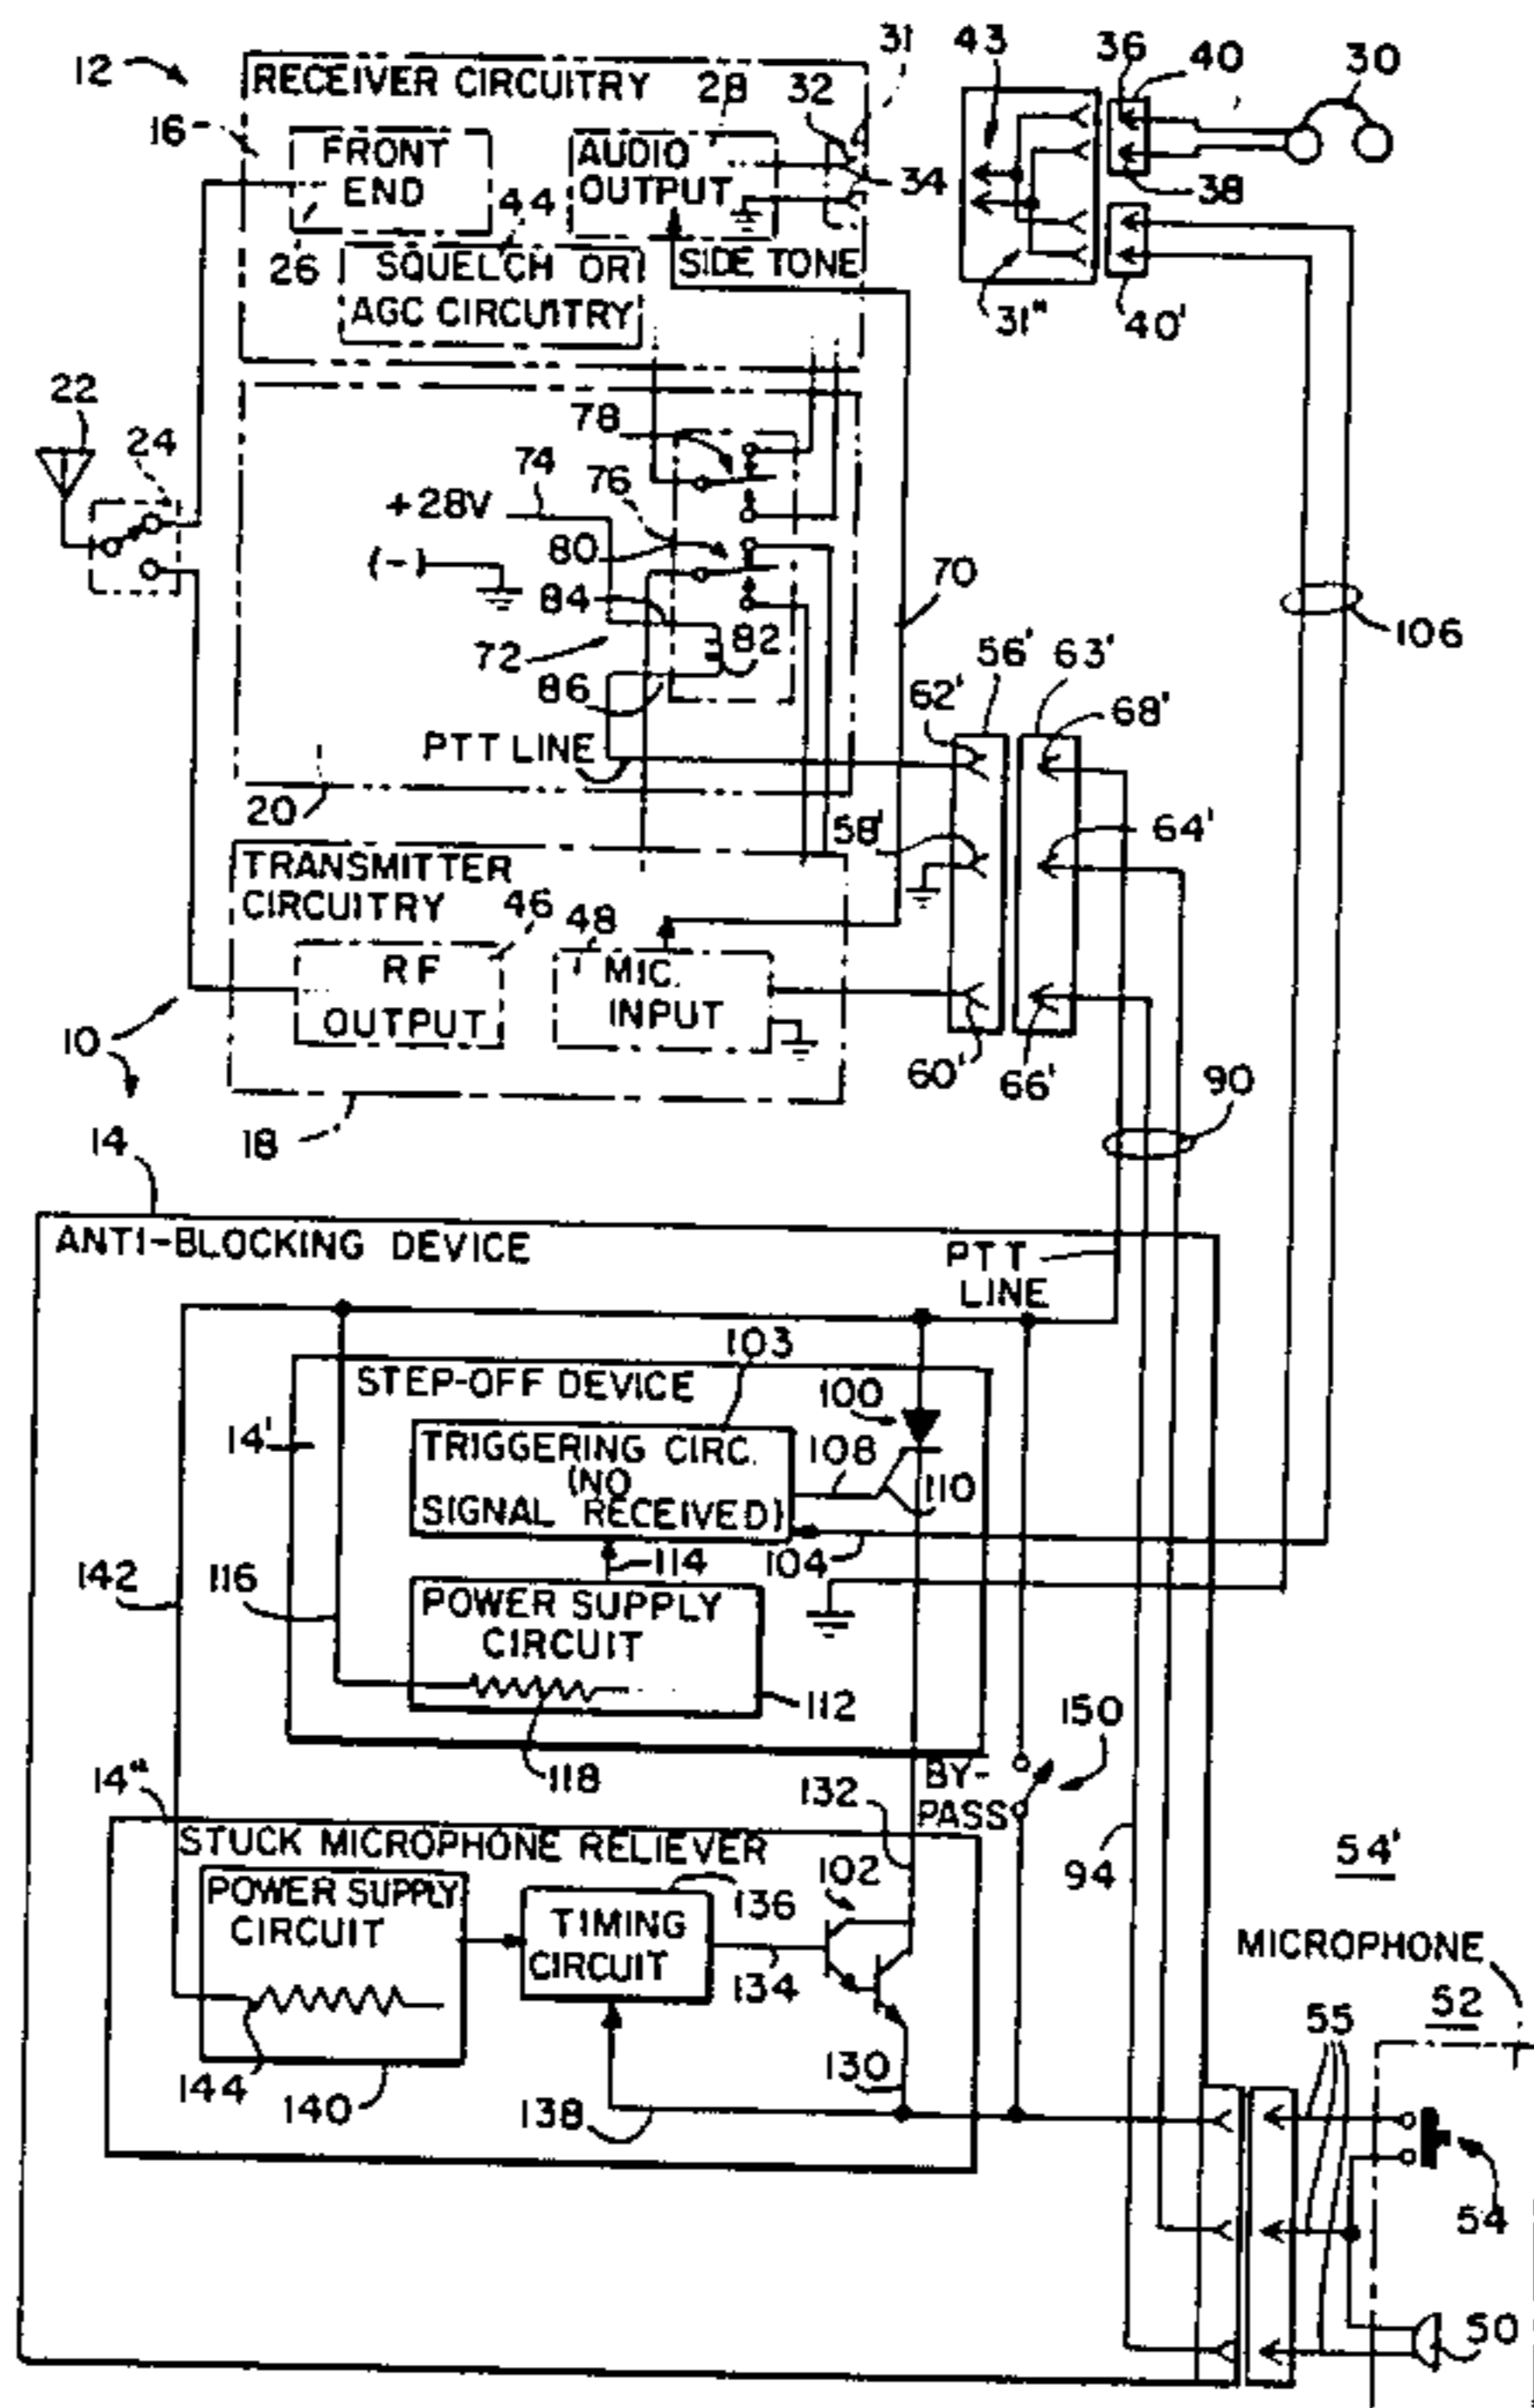 12
RECEIVER CIRCUITRY
31
43
36
40
30
16
28
32
FRONT
END
AUDIO
OUTPUT
34
38
26
44
SQUELCH OR
AGC CIRCUITRY
SIDE TONE
31"
40'
22
24
78
74
76
+28V
80
(-)
84
70
106
72
82
56'
63'
86
62'
68'
PTT LINE
20
58'
64'
TRANSMITTER
CIRCUITRY
46
48
RF
OUTPUT
MIC.
INPUT
10
60'
66'
90
18
14
ANTI-BLOCKING DEVICE
PTT
LINE
103
STEP-OFF DEVICE
100
14'
TRIGGERING CIRC.
(NO
SIGNAL RECEIVED)
108
110
104
114
142
116
POWER SUPPLY
CIRCUIT
112
150
118
14"
BY-
PASS
132
STUCK MICROPHONE RELIEVER
102
94
54'
POWER SUPPLY
CIRCUIT
136
TIMING
CIRCUIT
134
MICROPHONE
52
55
144
140
130
138
54
50